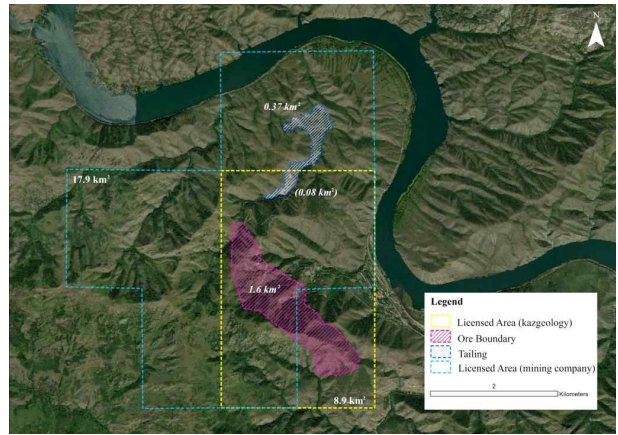 N
0.37 km²
17.9 km²
(0.08 km²)
1.6 km²
8.9 km²
Legend
Licensed Area (kazgeology)
Ore Boundary
Tailing
Licensed Area (mining company)
2
Kilometers